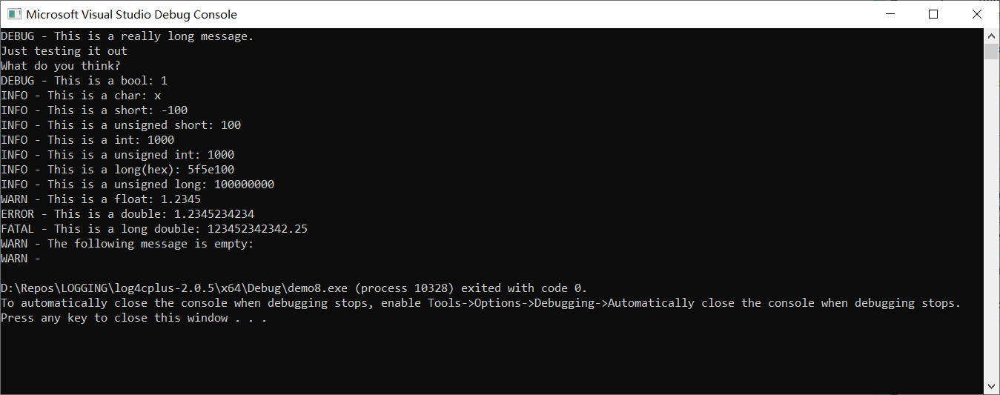 Microsoft Visual Studio Debug Console
DEBUG - This is a really long message.
Just testing it out
What do you think?
DEBUG - This is a bool: 1
INFO - This is a char: x
INFO - This is a short: -100
INFO - This is a unsigned short: 100
INFO - This is a int: 1000
INFO - This is a unsigned int: 1000
INFO - This is a long(hex): 5f5e100
INFO - This is a unsigned long: 100000000
WARN - This is a float: 1.2345
ERROR - This is a double: 1.2345234234
FATAL - This is a long double: 123452342342.25
WARN - The following message is empty:
WARN -
D:\Repos\LOGGING\log4cplus-2.0.5\x64\Debug\demo8.exe (process 10328) exited with code 0.
To automatically close the console when debugging stops, enable Tools->Options->Debugging->Automatically close the console when debugging stops.
Press any key to close this window . . .